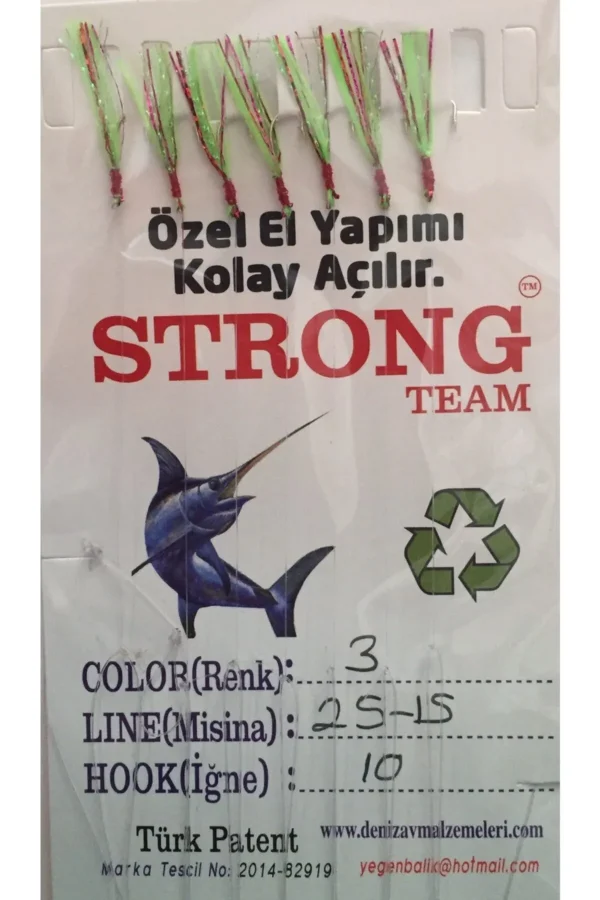 Özel El Yapımı
Kolay Açılır.
TM
STRONG
TEAM
COLOR(Renk): 3
LINE(Misina): 25-15
HOOK(İğne) : 10
Türk Patent www.denizavmalzemeleri.com
Marka Tescil No: 2014-82919 yegenbalik@hotmail.com